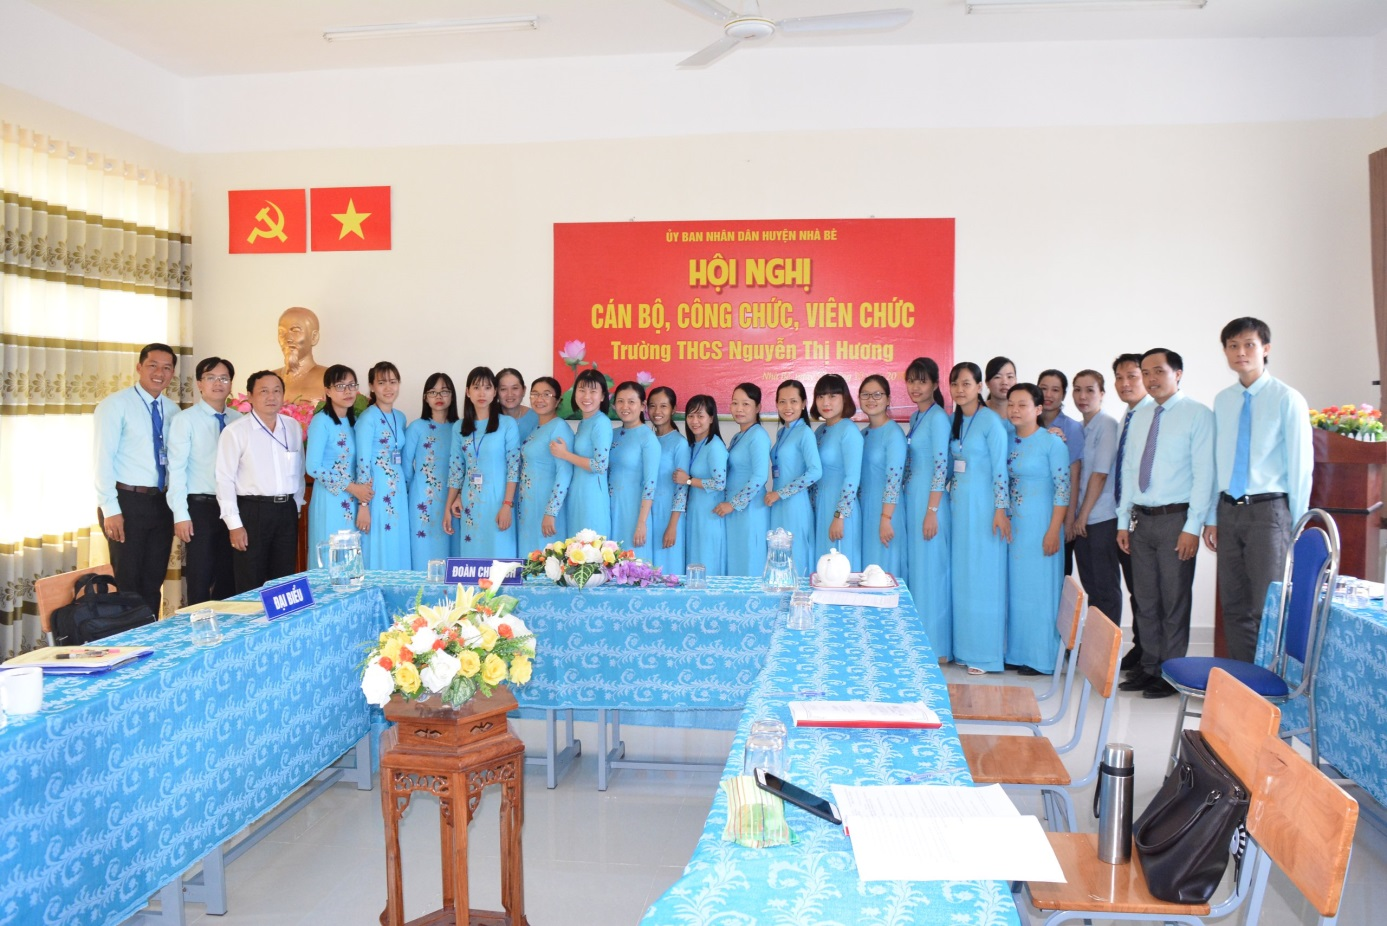 ỦY BAN NHÂN DÂN HUYỆN NHÀ BÈ
HỘI NGHỊ
CÁN BỘ, CÔNG CHỨC, VIÊN CHỨC
Trường THCS Nguyễn Thị Hương
ĐOÀN
ĐẠI BIỂU